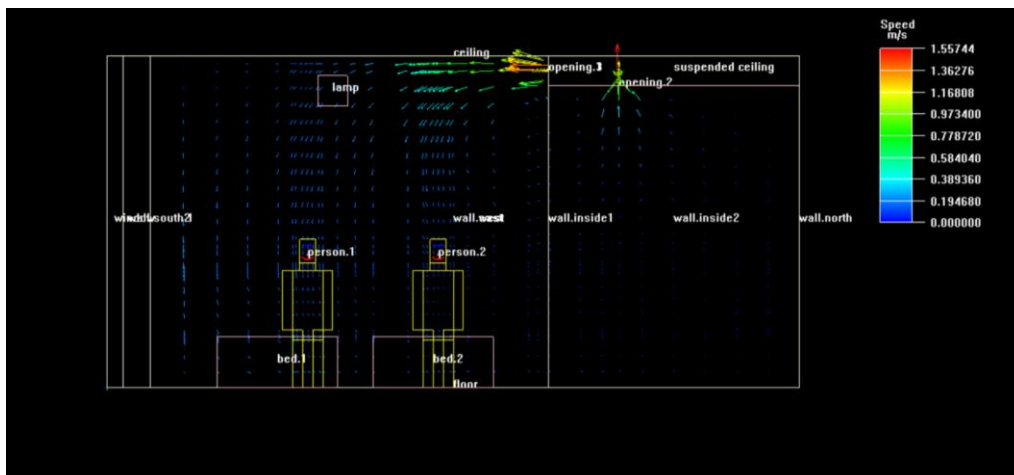 Speed
m/s
1.55744
1.36276
1.16808
0.973400
0.778720
0.584040
0.389360
0.194680
0.000000
ceiling
suspended ceiling
opening.2
lamp
wall.inside1
wall.inside2
wall.north
person.1
person.2
bed.1
bed.2
floor